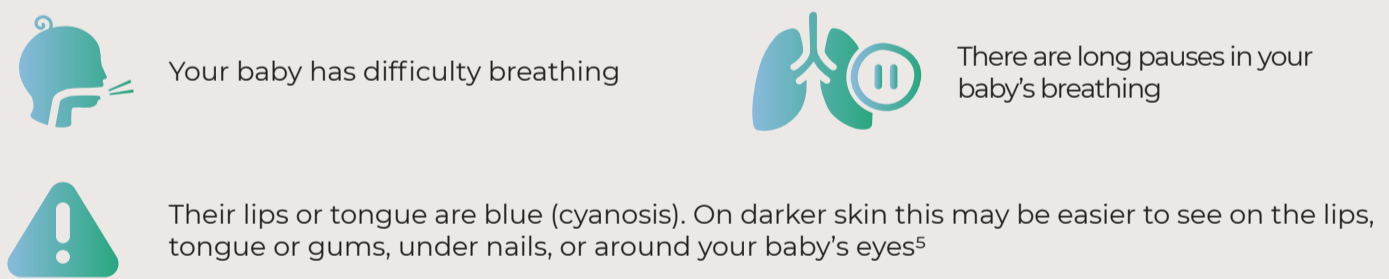 Your baby has difficulty breathing
There are long pauses in your
baby’s breathing
Their lips or tongue are blue (cyanosis). On darker skin this may be easier to see on the lips,
tongue or gums, under nails, or around your baby’s eyes⁵